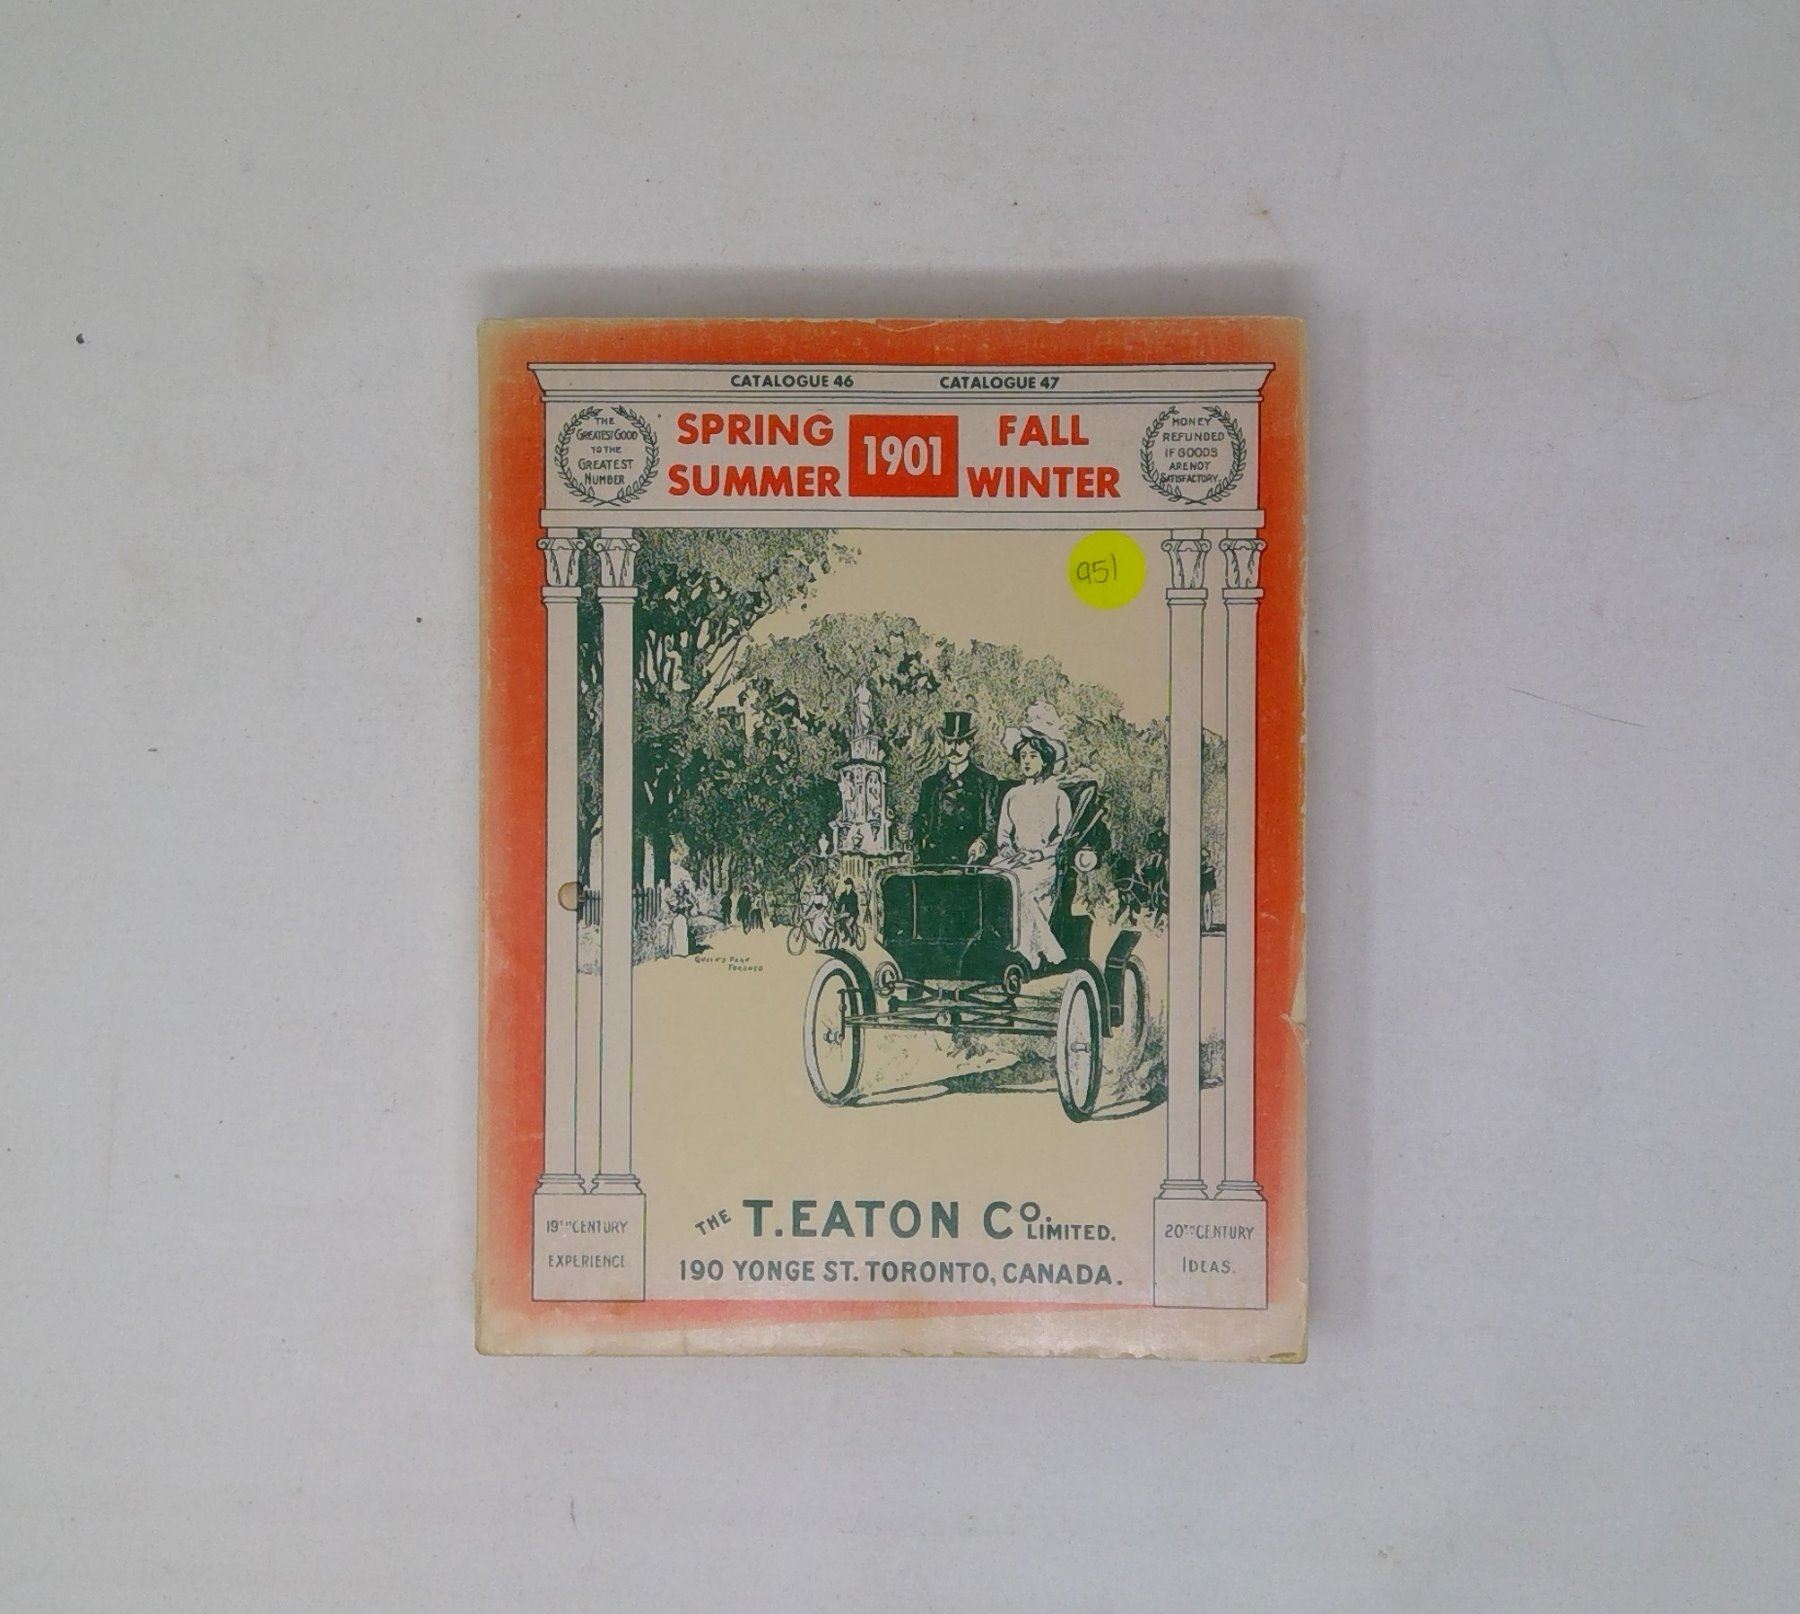 CATALOGUE 46 CATALOGUE 47
THE
GREATEST GOOD
TO THE
GREATEST
NUMBER
SPRING
SUMMER
1901
FALL
WINTER
MONEY
REFUNDED
IF GOODS
ARE NOT
SATISFACTORY.
951
QUEEN'S PARK
TORONTO
THE T. EATON Co. LIMITED.
190 YONGE ST. TORONTO, CANADA.
19TH CENTURY
EXPERIENCE
20TH CENTURY
IDEAS.